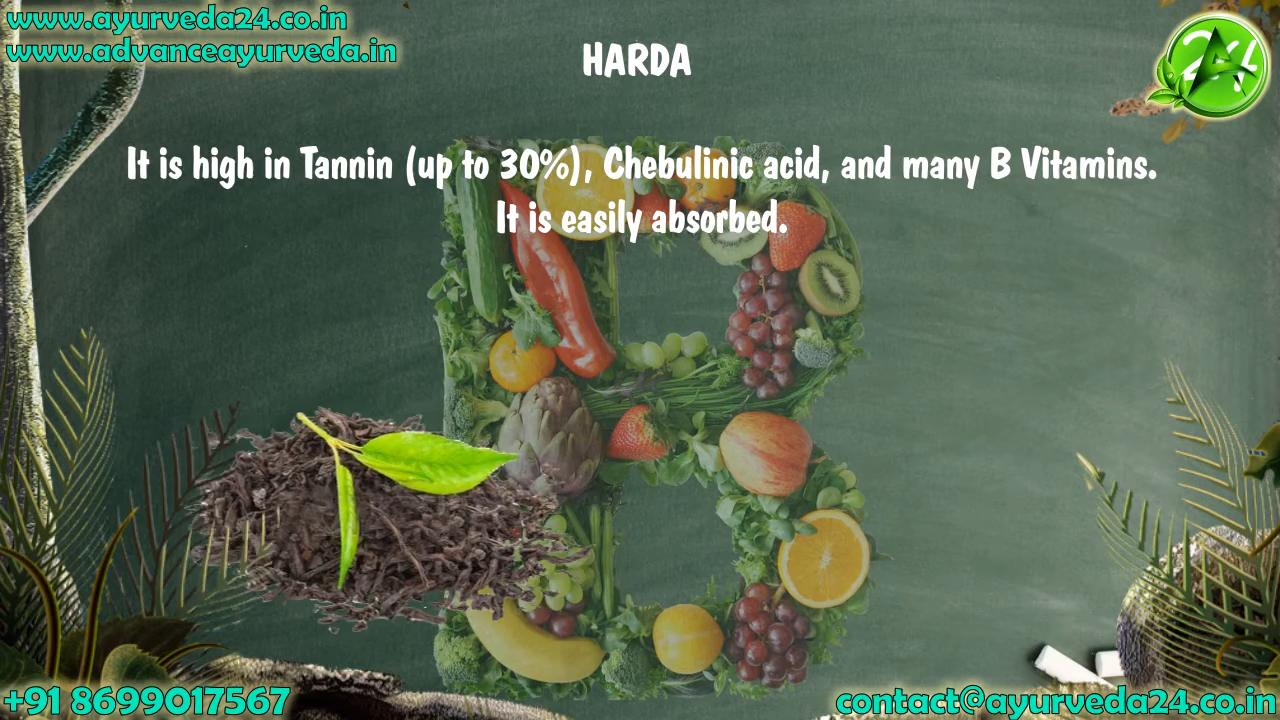 www.ayurveda24.co.in
www.advanceayurveda.in
HARDA
24
It is high in Tannin (up to 30%), Chebulinic acid, and many B Vitamins.
It is easily absorbed.
+91 8699017567
contact@ayurveda24.co.in